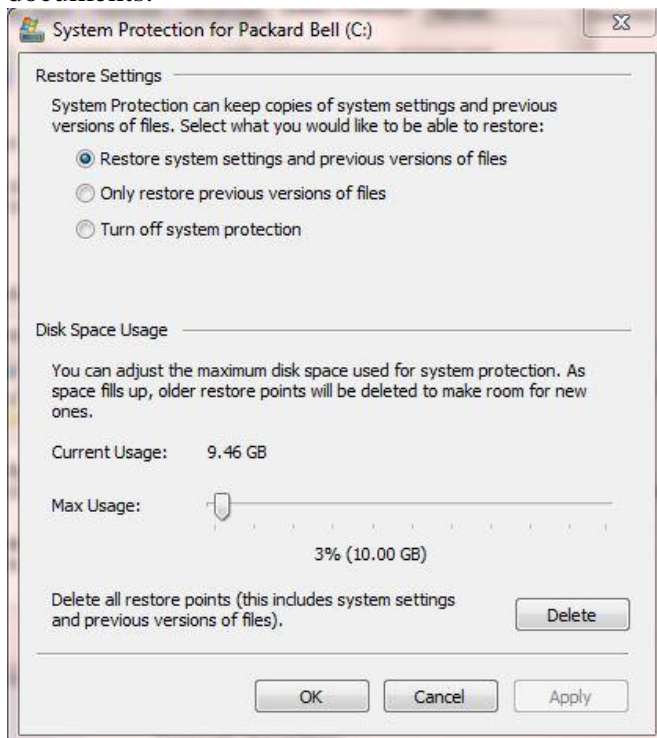 documents.
System Protection for Packard Bell (C:)
Restore Settings
System Protection can keep copies of system settings and previous
versions of files. Select what you would like to be able to restore:
Restore system settings and previous versions of files
Only restore previous versions of files
Turn off system protection
Disk Space Usage
You can adjust the maximum disk space used for system protection. As
space fills up, older restore points will be deleted to make room for new
ones.
Current Usage: 9.46 GB
Max Usage:
3% (10.00 GB)
Delete all restore points (this includes system settings
and previous versions of files).
Delete
OK Cancel Apply